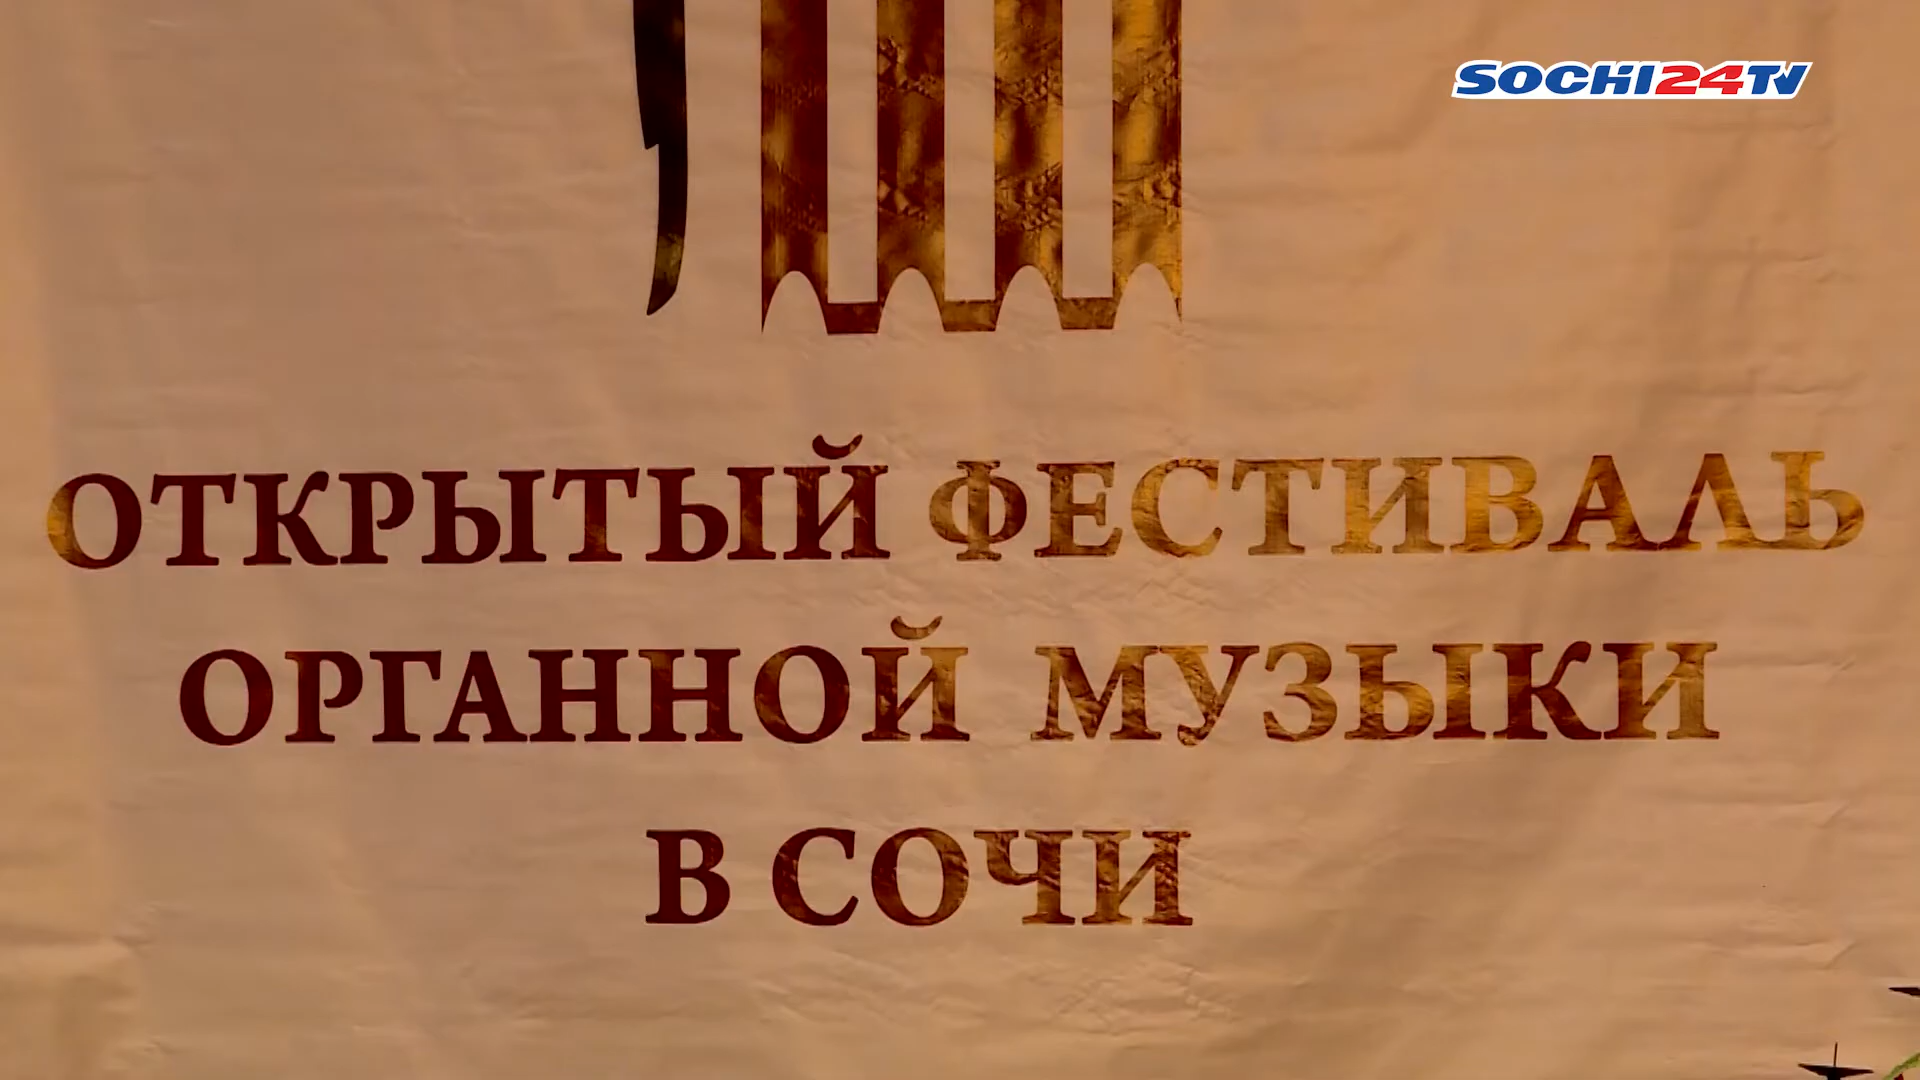 SOCHI24TV
ОТКРЫТЫЙ ФЕСТИВАЛЬ
ОРГАННОЙ МУЗЫКИ
В СОЧИ